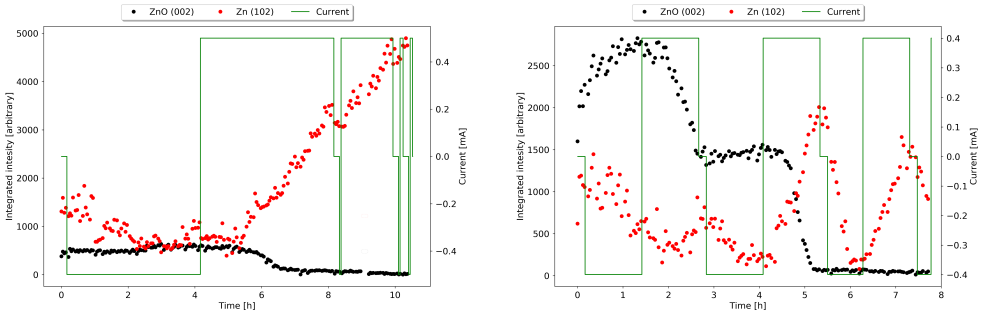 ZnO (002) Zn (102) Current
5000
4000
3000
2000
1000
0
Integrated intesity [arbitrary]
0 2 4 6 8 10
Time [h]
0.4
0.2
0.0
−0.2
−0.4
Current [mA]
ZnO (002) Zn (102) Current
2500
2000
1500
1000
500
0
Integrated intesity [arbitrary]
0 1 2 3 4 5 6 7 8
Time [h]
0.4
0.3
0.2
0.1
0.0
−0.1
−0.2
−0.3
−0.4
Current [mA]